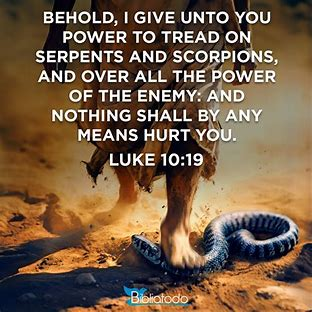 BEHOLD, I GIVE UNTO YOU
POWER TO TREAD ON
SERPENTS AND SCORPIONS,
AND OVER ALL THE POWER
OF THE ENEMY: AND
NOTHING SHALL BY ANY
MEANS HURT YOU.
LUKE 10:19
Bibliatodo